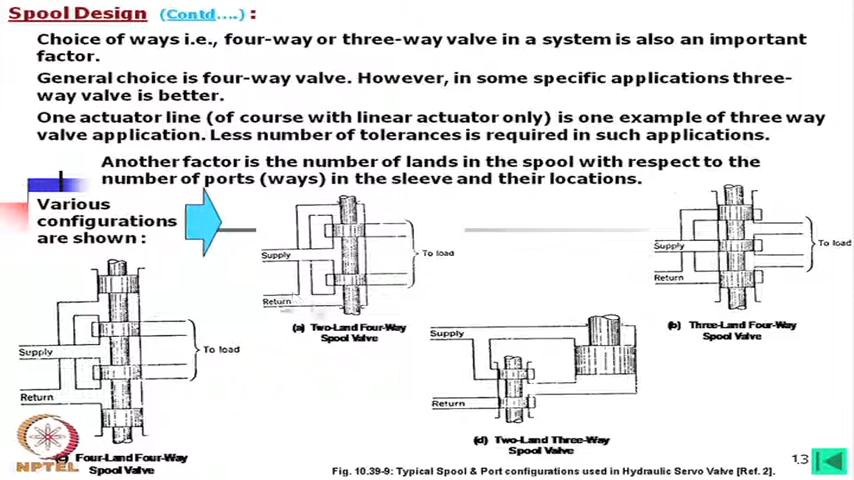 Spool Design (Contd….) :
Choice of ways i.e., four-way or three-way valve in a system is also an important
factor.
General choice is four-way valve. However, in some specific applications three-
way valve is better.
One actuator line (of course with linear actuator only) is one example of three way
valve application. Less number of tolerances is required in such applications.
Another factor is the number of lands in the spool with respect to the
number of ports (ways) in the sleeve and their locations.
Various
configurations
are shown :
Supply
Return
To load
(a) Two-Land Four-Way
Spool Valve
Supply
Return
To load
(b) Three-Land Four-Way
Spool Valve
Supply
Return
To load
(c) Four-Land Four-Way
Spool Valve
Supply
Return
(d) Two-Land Three-Way
Spool Valve
NPTEL
Fig. 10.39-9: Typical Spool & Port configurations used in Hydraulic Servo Valve [Ref. 2].
13